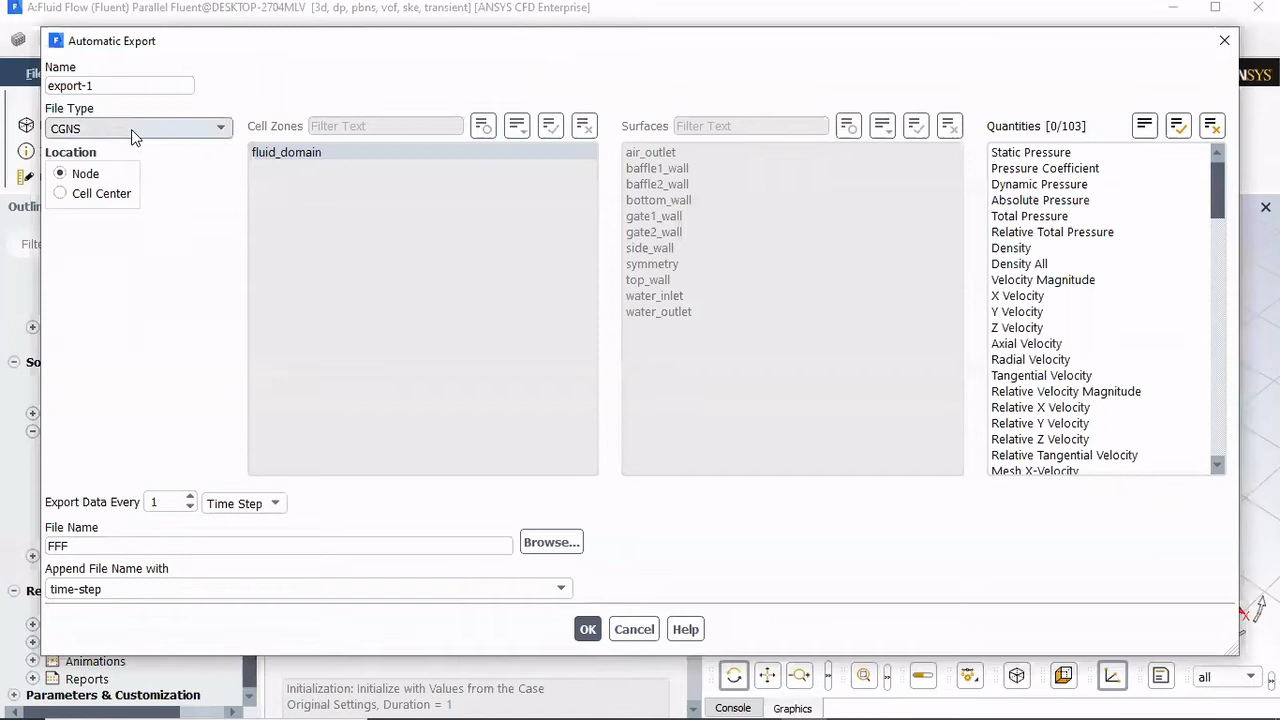 A:Fluid Flow (Fluent) Parallel Fluent@DESKTOP-2704MLV [3d, dp, pbns, vof, ske, transient] [ANSYS CFD Enterprise]
Automatic Export
Name
export-1
File Type
CGNS
Location
Node
Cell Center
Cell Zones
Filter Text
fluid_domain
Surfaces
Filter Text
air_outlet
baffle1_wall
baffle2_wall
bottom_wall
gate1_wall
gate2_wall
side_wall
symmetry
top_wall
water_inlet
water_outlet
Quantities [0/103]
Static Pressure
Pressure Coefficient
Dynamic Pressure
Absolute Pressure
Total Pressure
Relative Total Pressure
Density
Density All
Velocity Magnitude
X Velocity
Y Velocity
Z Velocity
Axial Velocity
Radial Velocity
Tangential Velocity
Relative Velocity Magnitude
Relative X Velocity
Relative Y Velocity
Relative Z Velocity
Relative Tangential Velocity
Mesh X-Velocity
Export Data Every
1
Time Step
File Name
FFF
Browse...
Append File Name with
time-step
OK
Cancel
Help
Animations
Reports
Parameters & Customization
Initialization: Initialize with Values from the Case
Original Settings, Duration = 1
all
Console
Graphics